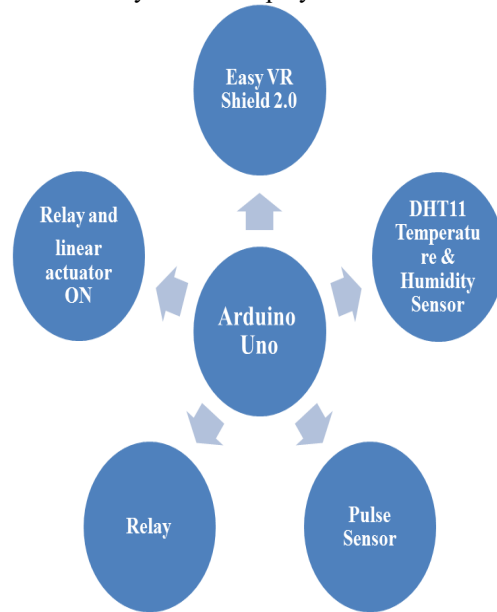 Easy VR
Shield 2.0
Relay and
linear
actuator
ON
DHT11
Temperatu
re &
Humidity
Sensor
Arduino
Uno
Relay
Pulse
Sensor